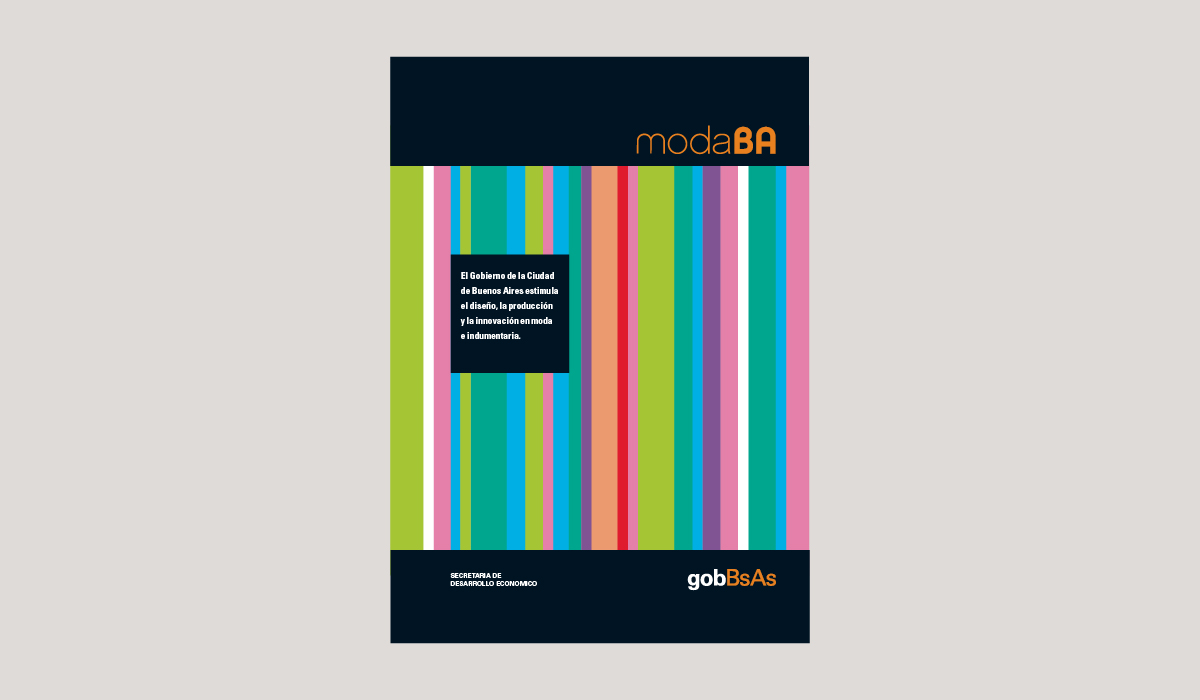 modaBA
El Gobierno de la Ciudad
de Buenos Aires estimula
el diseño, la producción
y la innovación en moda
e indumentaria.
SECRETARIA DE
DESARROLLO ECONOMICO
gobBsAs